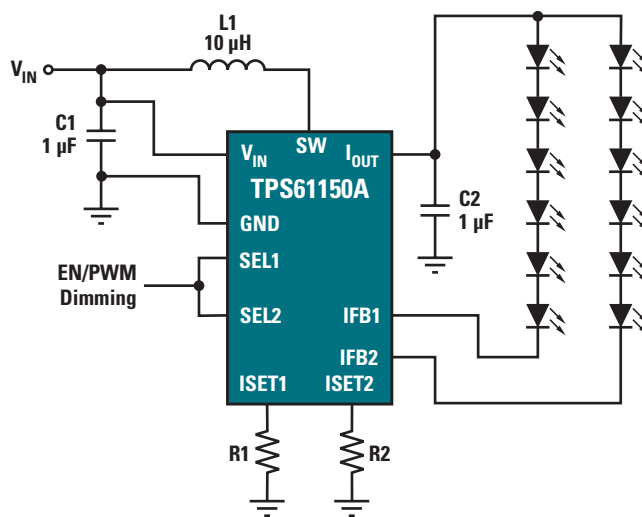 L1
10 µH
VIN
C1
1 µF
VIN
SW
IOUT
TPS61150A
GND
C2
1 µF
SEL1
EN/PWM
Dimming
SEL2
IFB1
IFB2
ISET1
ISET2
R1
R2